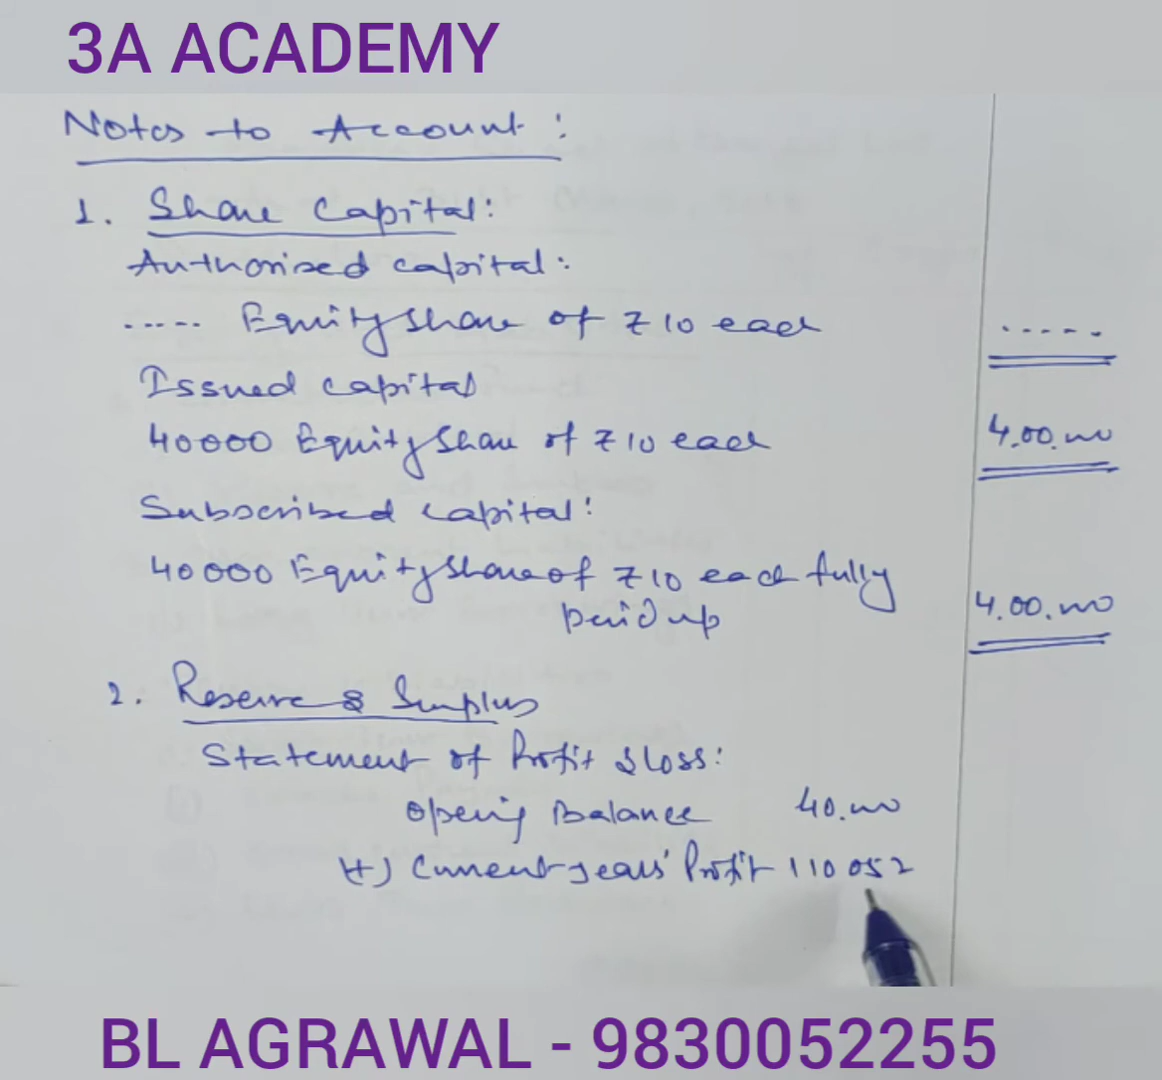 3A ACADEMY
Notes to Account :
1. Share Capital:
Authorised capital:
..... Equity share of ₹10 each .....
Issued capital
40000 Equity Share of ₹10 each 4.00.000
Subscribed capital:
40000 Equity share of ₹10 each fully
paid up 4.00.000
2. Reserve & Surplus
Statement of Profit & loss:
Opening Balance 40.000
(+) Current years' Profit 110052
BL AGRAWAL - 9830052255